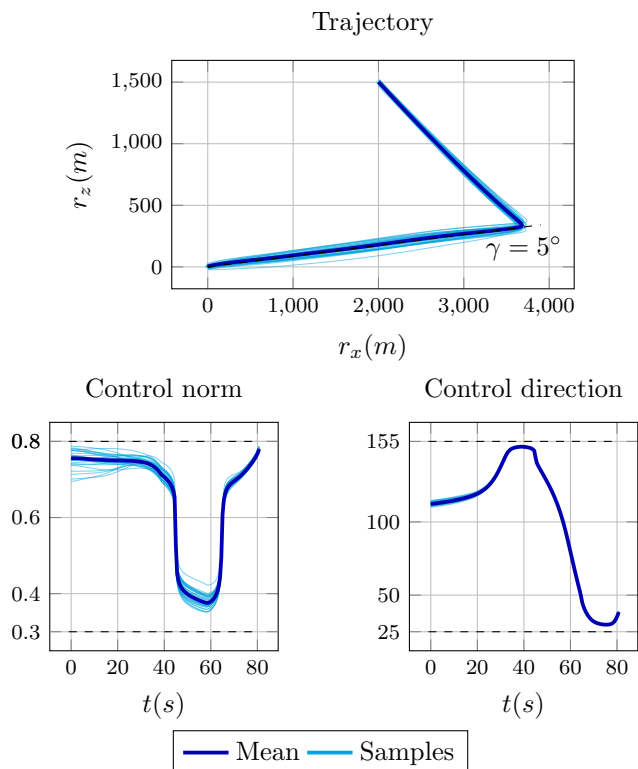 Trajectory
1,500
1,000
500
0
r_z(m)
γ = 5°
0 1,000 2,000 3,000 4,000
r_x(m)
Control norm
0.8
0.6
0.4
0.3
0 20 40 60 80
t(s)
Control direction
155
100
50
25
0 20 40 60 80
t(s)
Mean Samples